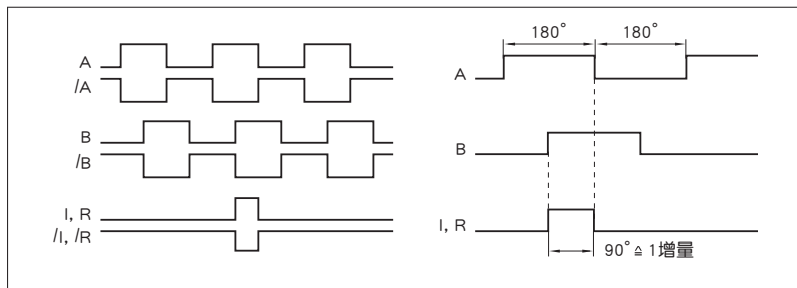 A
/A
B
/B
I, R
/I, /R
180° 180°
A
B
I, R
90° ≙ 1增量